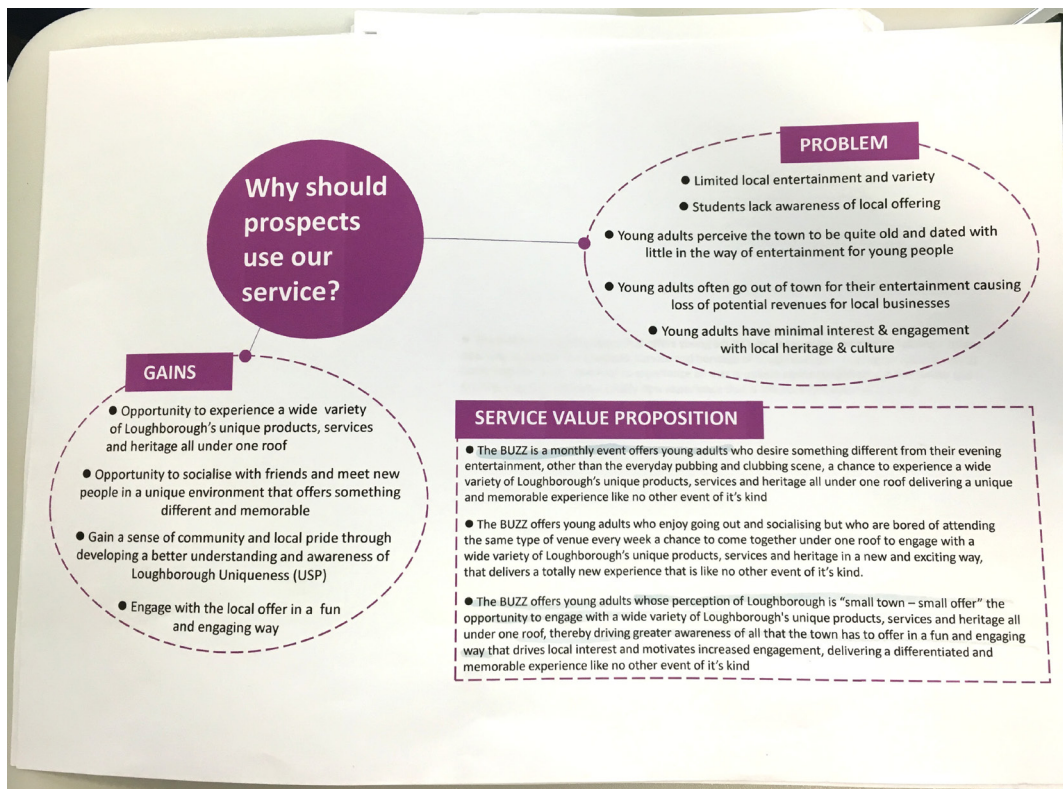 Why should
prospects
use our
service?
PROBLEM
● Limited local entertainment and variety
● Students lack awareness of local offering
● Young adults perceive the town to be quite old and dated with
little in the way of entertainment for young people
● Young adults often go out of town for their entertainment causing
loss of potential revenues for local businesses
● Young adults have minimal interest & engagement
with local heritage & culture
GAINS
● Opportunity to experience a wide variety
of Loughborough's unique products, services
and heritage all under one roof
● Opportunity to socialise with friends and meet new
people in a unique environment that offers something
different and memorable
● Gain a sense of community and local pride through
developing a better understanding and awareness of
Loughborough Uniqueness (USP)
● Engage with the local offer in a fun
and engaging way
SERVICE VALUE PROPOSITION
● The BUZZ is a monthly event offers young adults who desire something different from their evening
entertainment, other than the everyday pubbing and clubbing scene, a chance to experience a wide
variety of Loughborough's unique products, services and heritage all under one roof delivering a unique
and memorable experience like no other event of it's kind
● The BUZZ offers young adults who enjoy going out and socialising but who are bored of attending
the same type of venue every week a chance to come together under one roof to engage with a
wide variety of Loughborough's unique products, services and heritage in a new and exciting way,
that delivers a totally new experience that is like no other event of it's kind.
● The BUZZ offers young adults whose perception of Loughborough is "small town – small offer" the
opportunity to engage with a wide variety of Loughborough's unique products, services and heritage all
under one roof, thereby driving greater awareness of all that the town has to offer in a fun and engaging
way that drives local interest and motivates increased engagement, delivering a differentiated and
memorable experience like no other event of it's kind